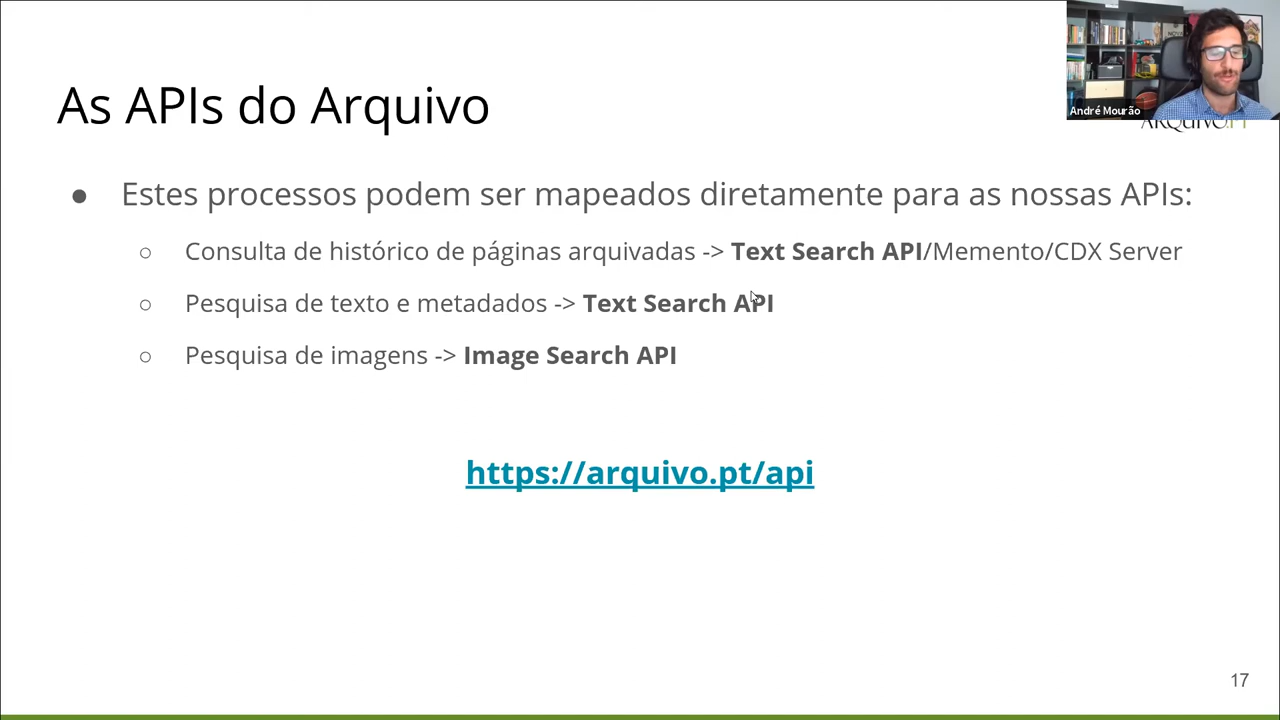 As APIs do Arquivo
André Mourão
ARQUIVO.PT
● Estes processos podem ser mapeados diretamente para as nossas APIs:
○ Consulta de histórico de páginas arquivadas -> Text Search API/Memento/CDX Server
○ Pesquisa de texto e metadados -> Text Search API
○ Pesquisa de imagens -> Image Search API
https://arquivo.pt/api
17